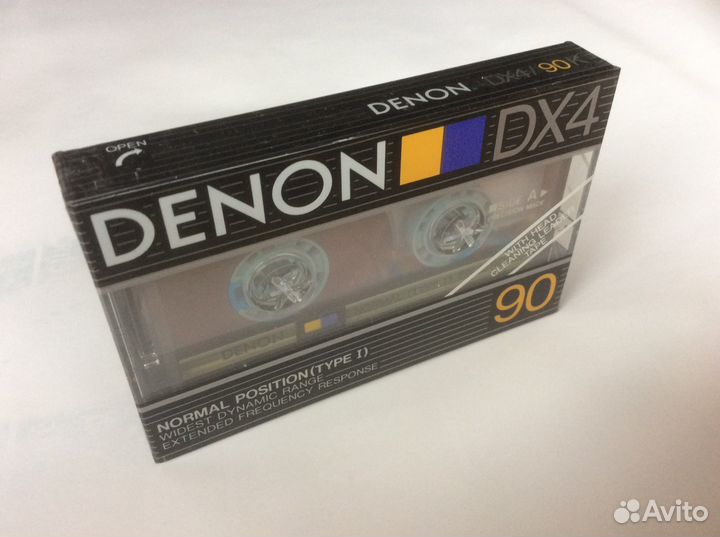 DENON DX4/90
OPEN
DENON DX4
SIDE A
WITH HEAD
CLEANING LEADER
TAPE
DENON
90
NORMAL POSITION (TYPE I)
WIDEST DYNAMIC RANGE
EXTENDED FREQUENCY RESPONSE
Avito